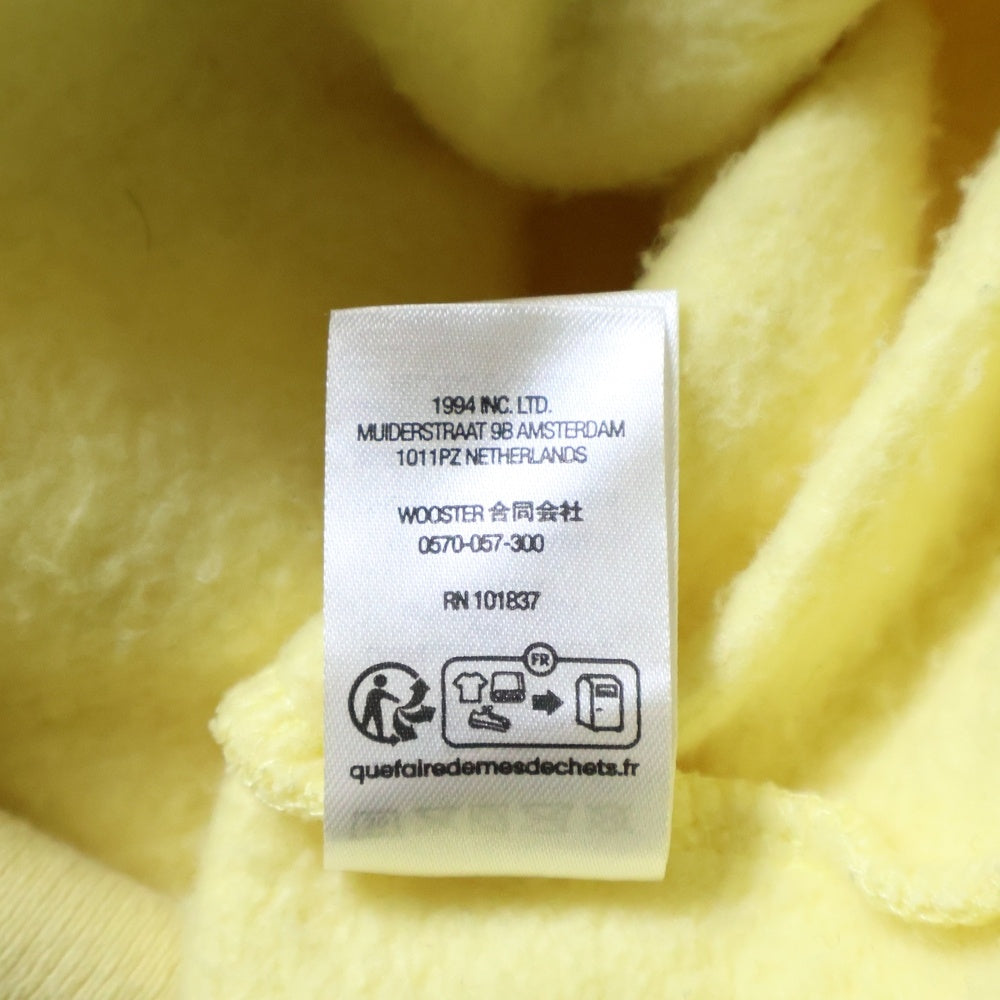 1994 INC. LTD.
MUIDERSTRAAT 9B AMSTERDAM
1011PZ NETHERLANDS
WOOSTER 合同会社
0570-057-300
RN 101837
FR
quefairedemesdechets.fr